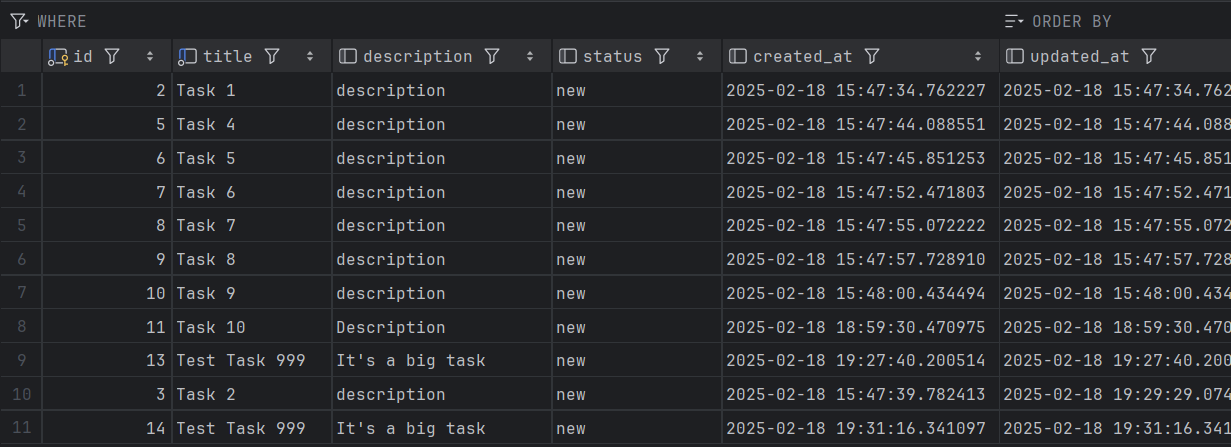 WHERE ORDER BY
id title description status created_at updated_at
1 2 Task 1 description new 2025-02-18 15:47:34.762227 2025-02-18 15:47:34.762
2 5 Task 4 description new 2025-02-18 15:47:44.088551 2025-02-18 15:47:44.088
3 6 Task 5 description new 2025-02-18 15:47:45.851253 2025-02-18 15:47:45.851
4 7 Task 6 description new 2025-02-18 15:47:52.471803 2025-02-18 15:47:52.471
5 8 Task 7 description new 2025-02-18 15:47:55.072222 2025-02-18 15:47:55.072
6 9 Task 8 description new 2025-02-18 15:47:57.728910 2025-02-18 15:47:57.728
7 10 Task 9 description new 2025-02-18 15:48:00.434494 2025-02-18 15:48:00.434
8 11 Task 10 Description new 2025-02-18 18:59:30.470975 2025-02-18 18:59:30.470
9 13 Test Task 999 It's a big task new 2025-02-18 19:27:40.200514 2025-02-18 19:27:40.200
10 3 Task 2 description new 2025-02-18 15:47:39.782413 2025-02-18 19:29:29.074
11 14 Test Task 999 It's a big task new 2025-02-18 19:31:16.341097 2025-02-18 19:31:16.341